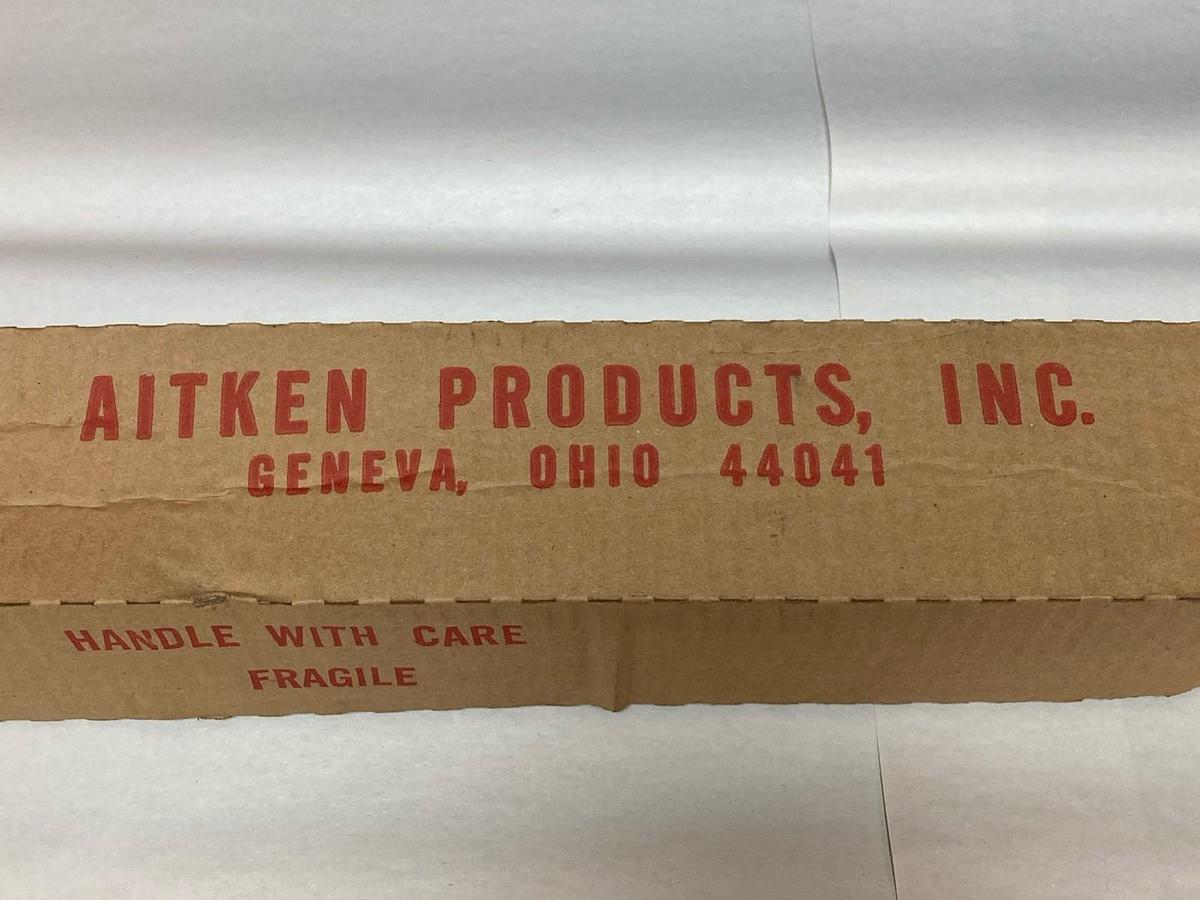 AITKEN PRODUCTS, INC.
GENEVA, OHIO 44041
HANDLE WITH CARE
FRAGILE